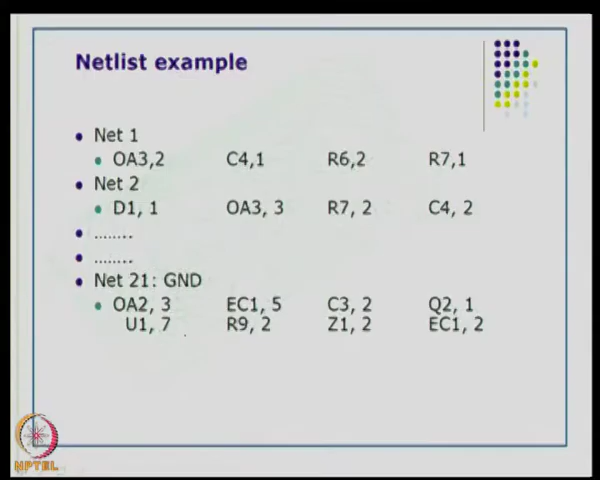 Netlist example
Net 1
OA3,2 C4,1 R6,2 R7,1
Net 2
D1, 1 OA3, 3 R7, 2 C4, 2
........
........
Net 21: GND
OA2, 3 EC1, 5 C3, 2 Q2, 1
U1, 7 R9, 2 Z1, 2 EC1, 2
NPTEL